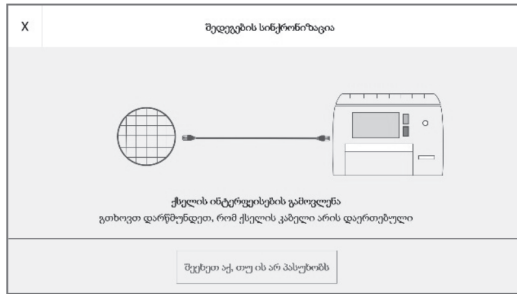 X
შედეგების სინქრონიზაცია
ქსელის ინტერფეისების გამოვლენა
გთხოვთ დარწმუნდეთ, რომ ქსელის კაბელი არის დაერთებული
შეეხეთ აქ, თუ ის არ პასუხობს